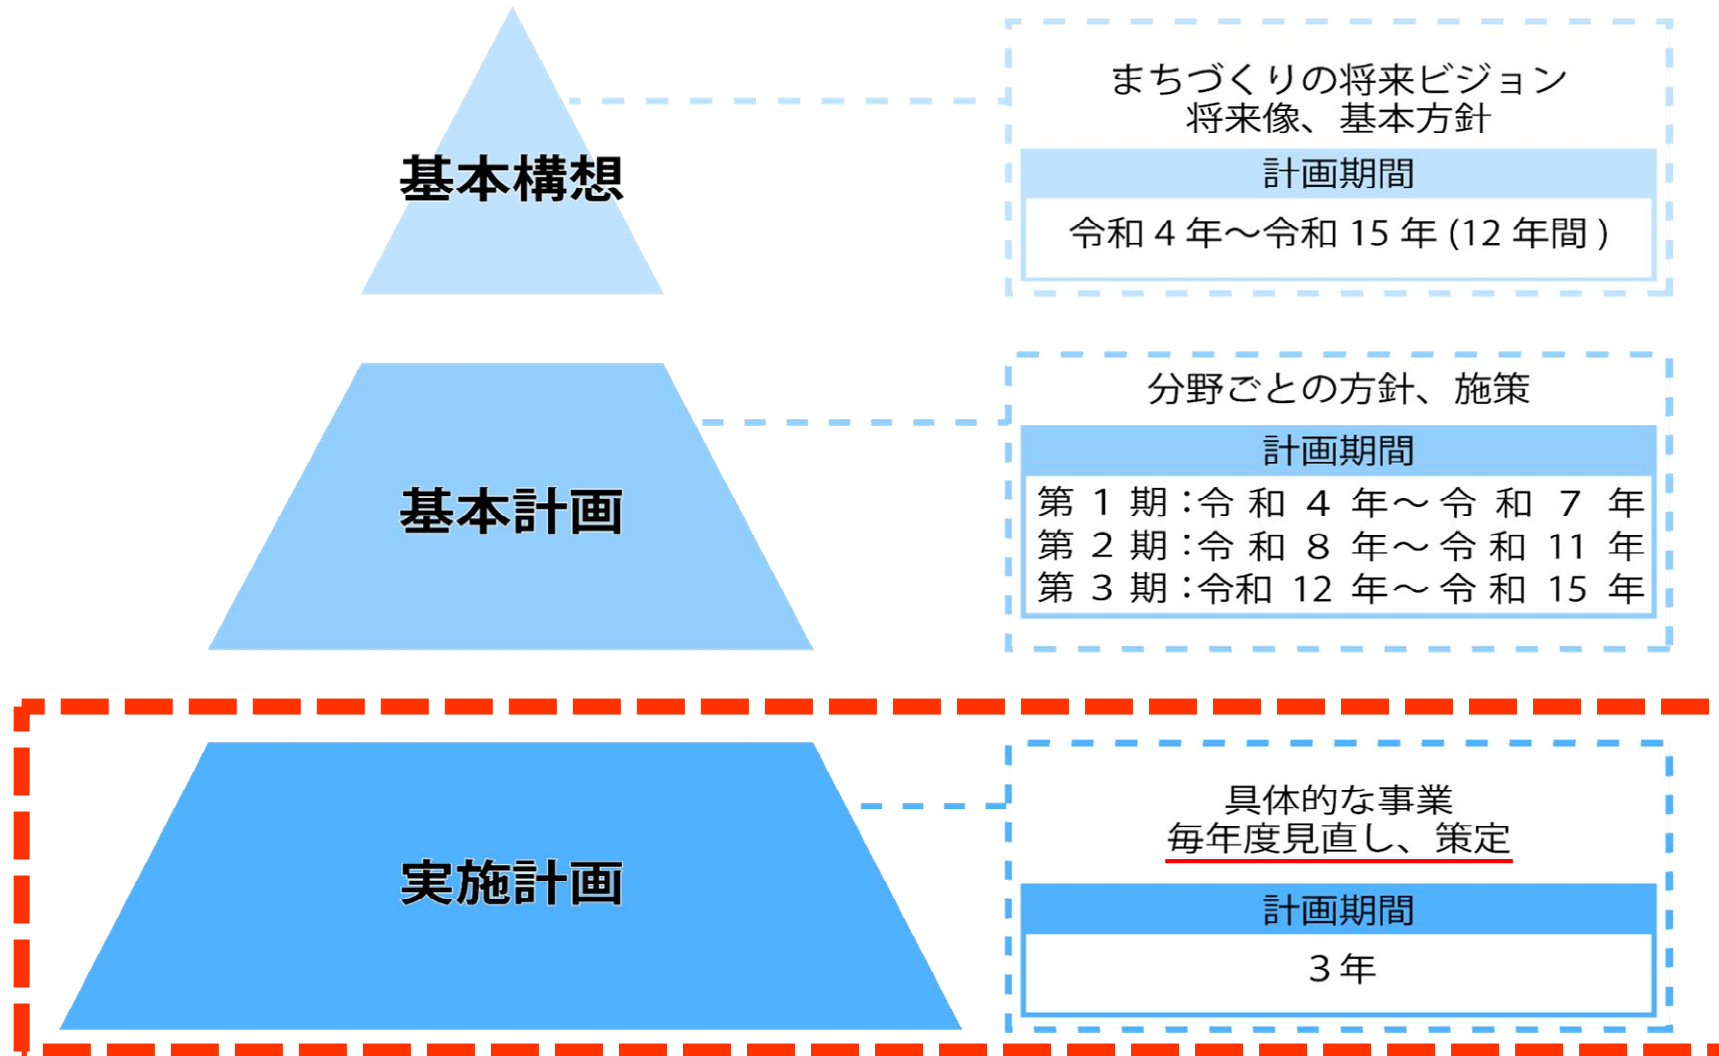 基本構想
まちづくりの将来ビジョン
将来像、基本方針
計画期間
令和4年～令和15年(12年間)
基本計画
分野ごとの方針、施策
計画期間
第1期：令和4年～令和7年
第2期：令和8年～令和11年
第3期：令和12年～令和15年
実施計画
具体的な事業
毎年度見直し、策定
計画期間
3年